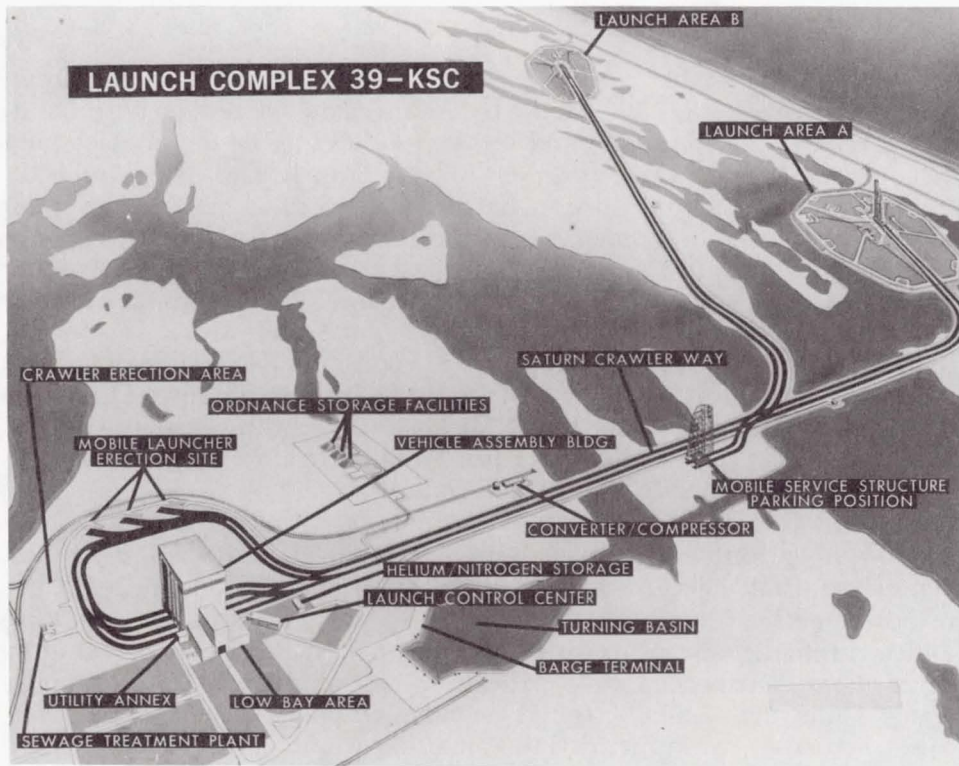 LAUNCH AREA B
LAUNCH COMPLEX 39-KSC
LAUNCH AREA A
SATURN CRAWLER WAY
CRAWLER ERECTION AREA
ORDNANCE STORAGE FACILITIES
MOBILE LAUNCHER
ERECTION SITE
VEHICLE ASSEMBLY BLDG
MOBILE SERVICE STRUCTURE
PARKING POSITION
CONVERTER/COMPRESSOR
HELIUM/NITROGEN STORAGE
LAUNCH CONTROL CENTER
TURNING BASIN
BARGE TERMINAL
UTILITY ANNEX
LOW BAY AREA
SEWAGE TREATMENT PLANT